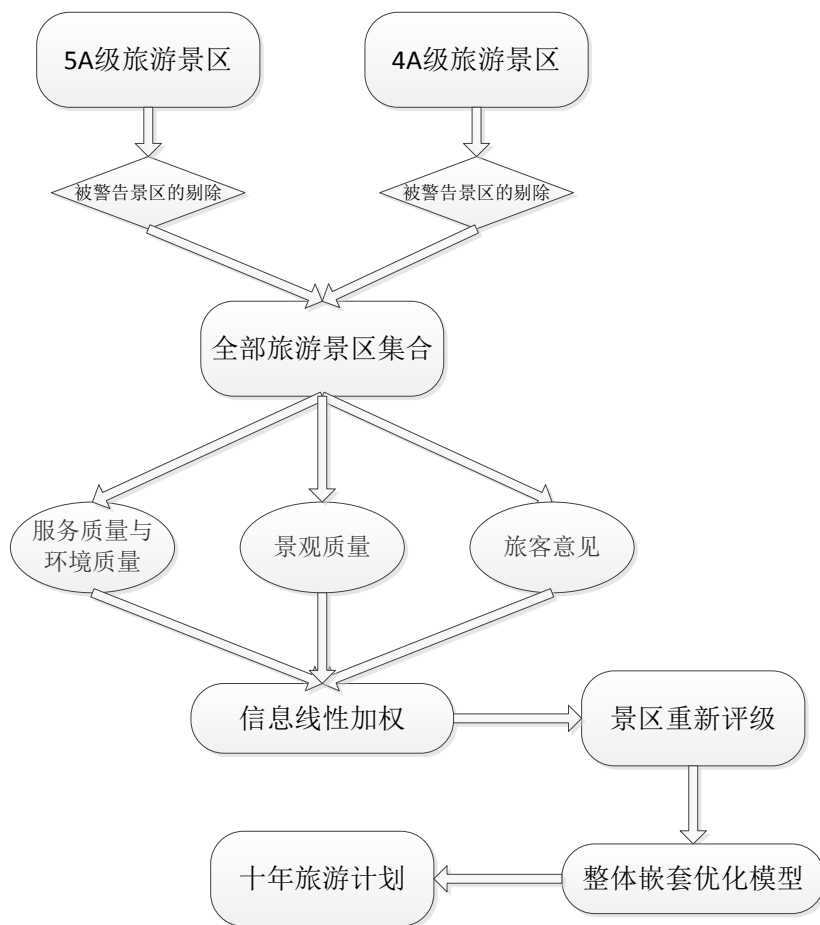 5A级旅游景区
4A级旅游景区
被警告景区的剔除
被警告景区的剔除
全部旅游景区集合
服务质量与
环境质量
景观质量
旅客意见
信息线性加权
景区重新评级
十年旅游计划
整体嵌套优化模型